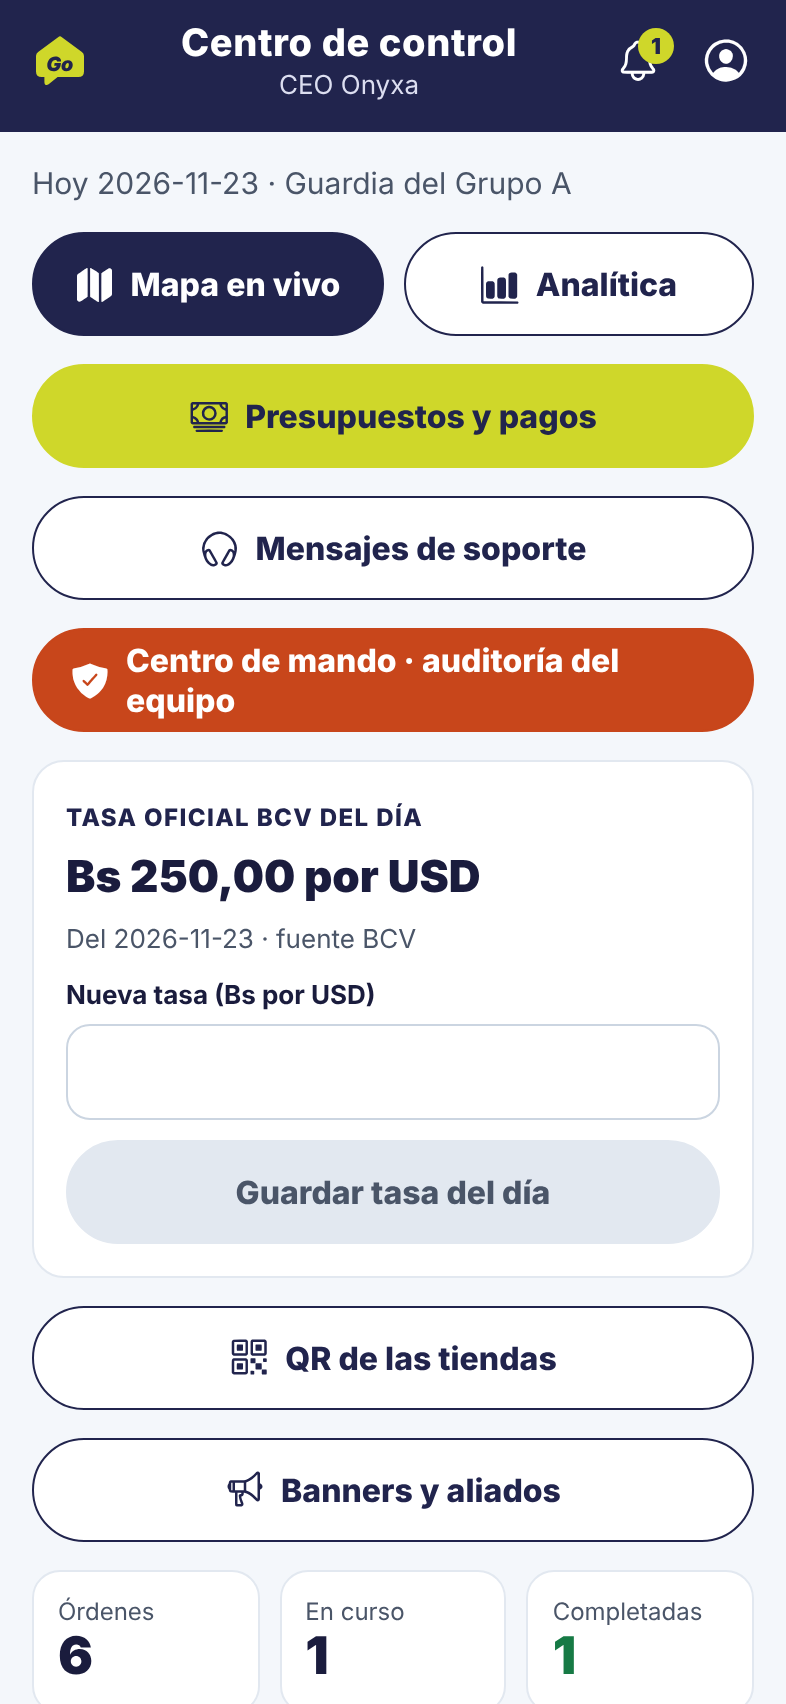 Go
Centro de control
CEO Onyxa
1
Hoy 2026-11-23 · Guardia del Grupo A
Mapa en vivo
Analítica
Presupuestos y pagos
Mensajes de soporte
Centro de mando · auditoría del
equipo
TASA OFICIAL BCV DEL DÍA
Bs 250,00 por USD
Del 2026-11-23 · fuente BCV
Nueva tasa (Bs por USD)
Guardar tasa del día
QR de las tiendas
Banners y aliados
Órdenes
6
En curso
1
Completadas
1